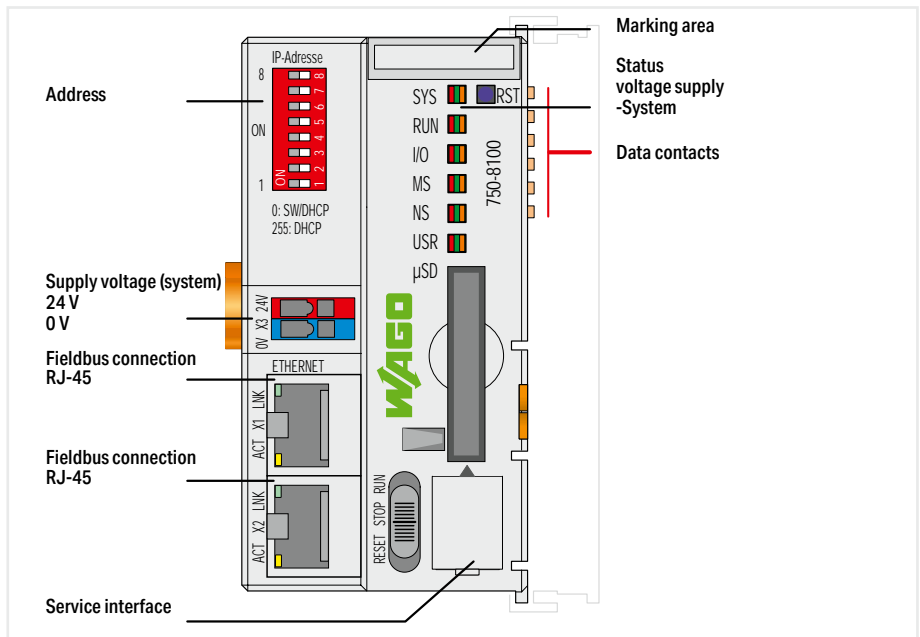 Marking area
Status
voltage supply
-System
Data contacts
Address
Supply voltage (system)
24 V
0 V
Fieldbus connection
RJ-45
Fieldbus connection
RJ-45
Service interface
IP-Adresse
8
ON
1
8
7
6
5
4
3
2
1
ON
0: SW/DHCP
255: DHCP
0V X3 24V
ETHERNET
ACT X1 LNK
ACT X2 LNK
SYS
RST
RUN
I/O
MS
NS
USR
µSD
750-8100
WAGO
RESET STOP RUN